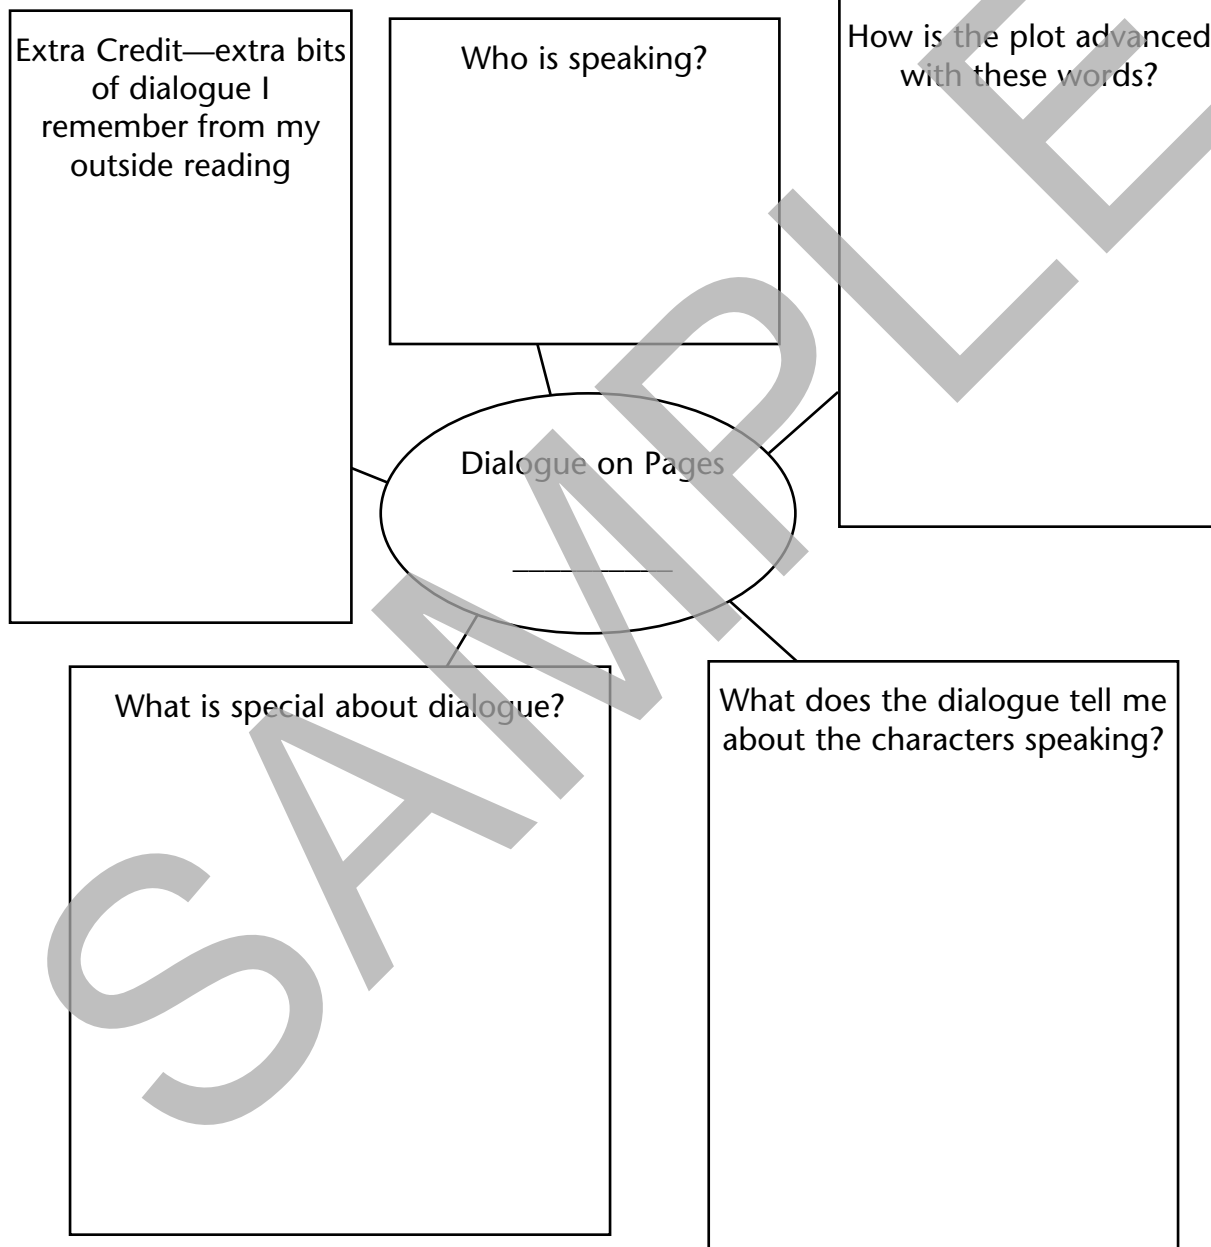 Extra Credit—extra bits
of dialogue I
remember from my
outside reading
Who is speaking?
How is the plot advanced
with these words?
Dialogue on Pages
__________
What is special about dialogue?
What does the dialogue tell me
about the characters speaking?
SAMPLE